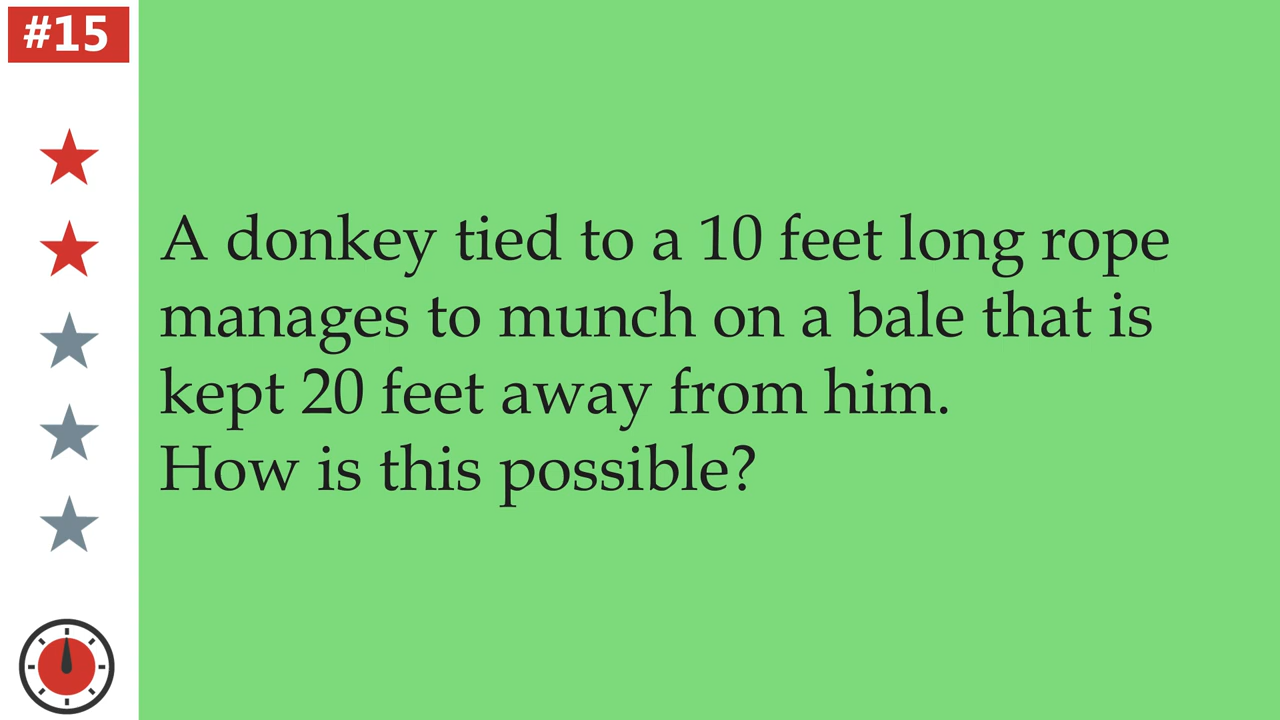 #15
A donkey tied to a 10 feet long rope
manages to munch on a bale that is
kept 20 feet away from him.
How is this possible?